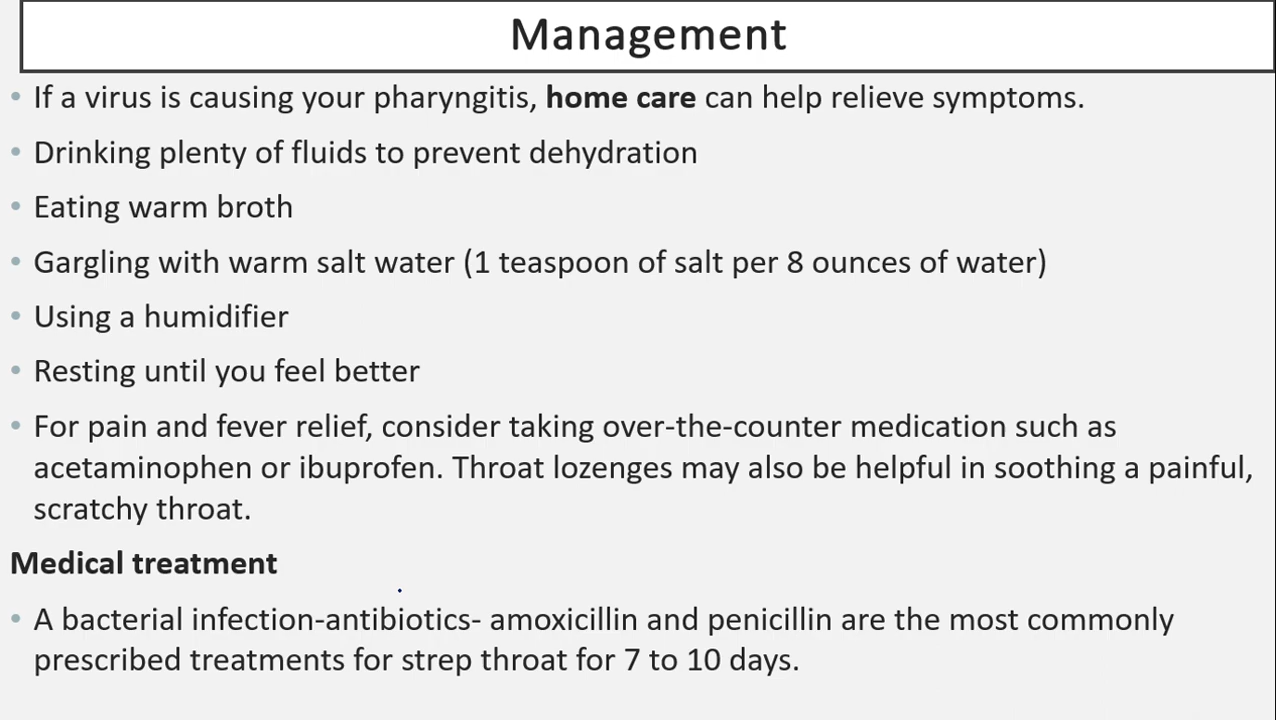 Management
• If a virus is causing your pharyngitis, home care can help relieve symptoms.
• Drinking plenty of fluids to prevent dehydration
• Eating warm broth
• Gargling with warm salt water (1 teaspoon of salt per 8 ounces of water)
• Using a humidifier
• Resting until you feel better
• For pain and fever relief, consider taking over-the-counter medication such as
acetaminophen or ibuprofen. Throat lozenges may also be helpful in soothing a painful,
scratchy throat.
Medical treatment
• A bacterial infection-antibiotics- amoxicillin and penicillin are the most commonly
prescribed treatments for strep throat for 7 to 10 days.